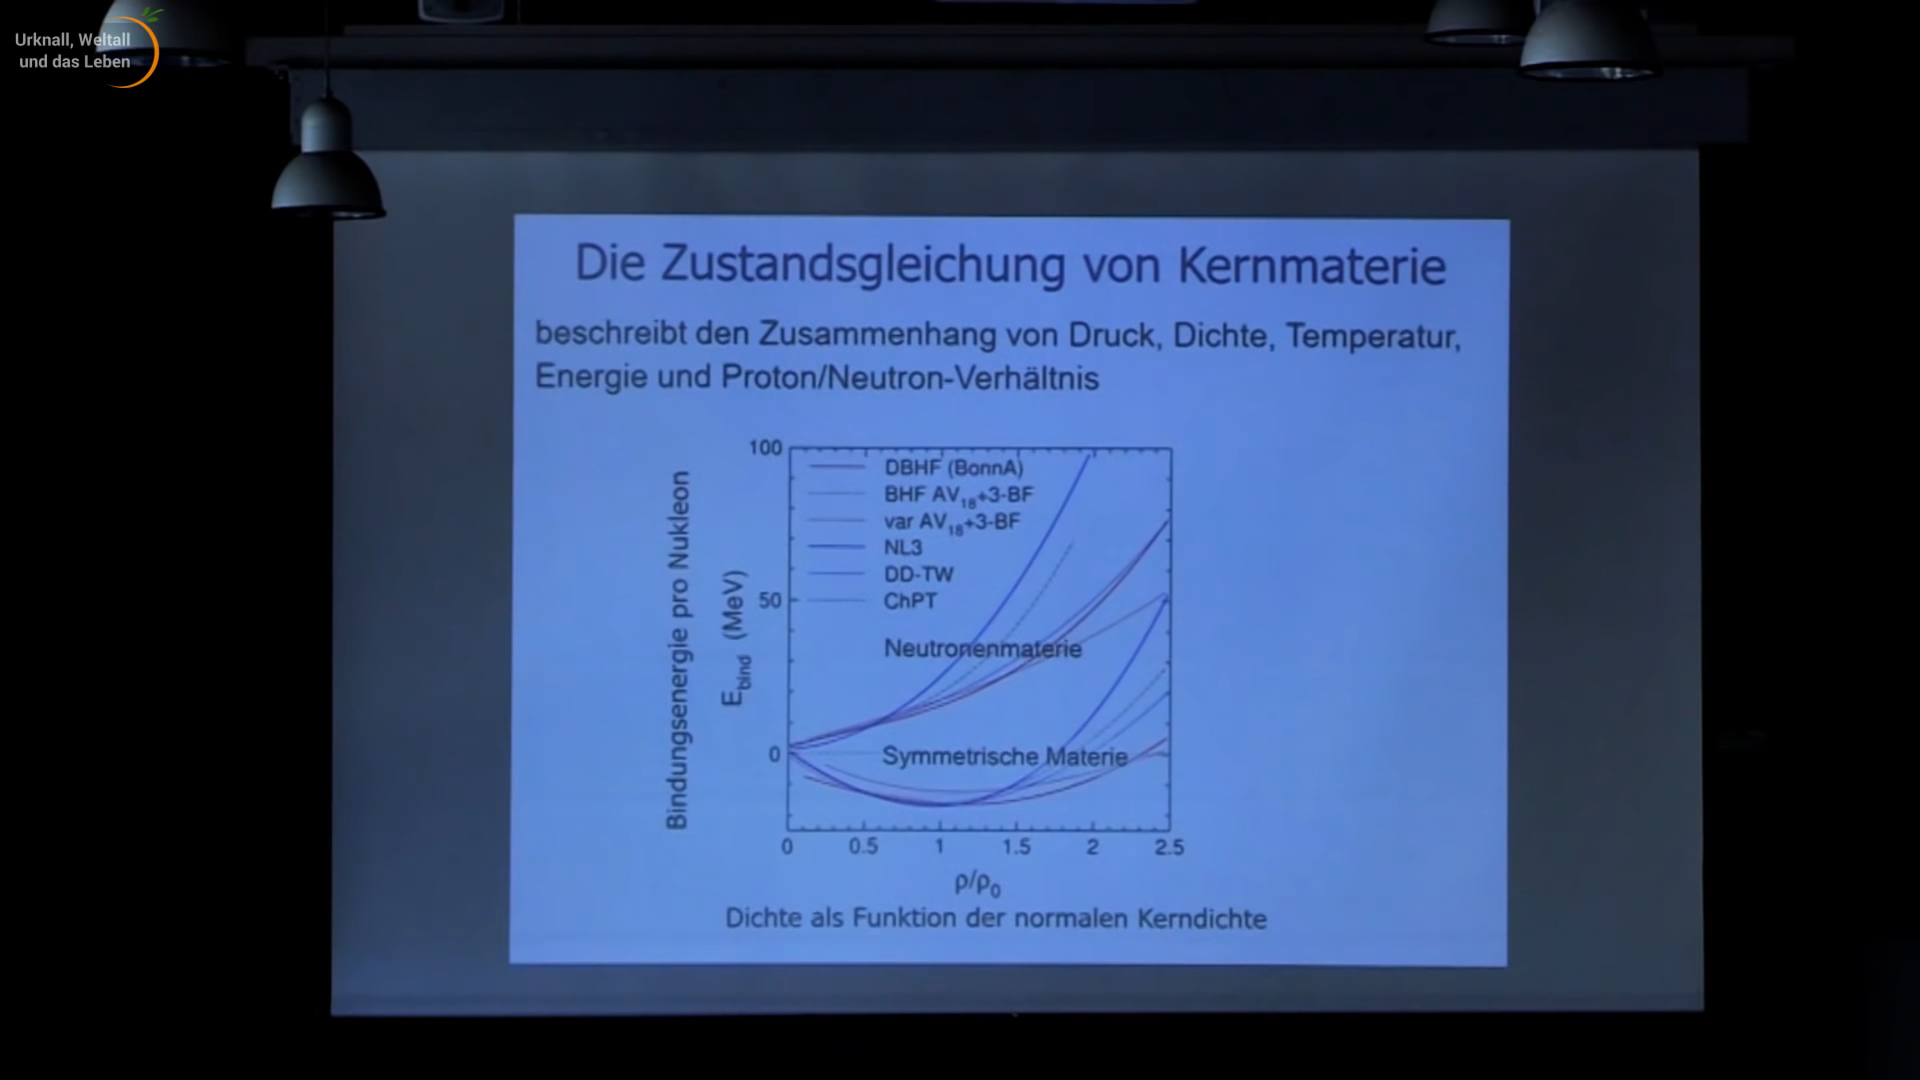 Urknall, Weltall
und das Leben
Die Zustandsgleichung von Kernmaterie
beschreibt den Zusammenhang von Druck, Dichte, Temperatur,
Energie und Proton/Neutron-Verhältnis
Bindungsenergie pro Nukleon
E_bind (MeV)
100
50
0
DBHF (BonnA)
BHF AV₁₈+3-BF
var AV₁₈+3-BF
NL3
DD-TW
ChPT
Neutronenmaterie
Symmetrische Materie
0 0.5 1 1.5 2 2.5
ρ/ρ₀
Dichte als Funktion der normalen Kerndichte